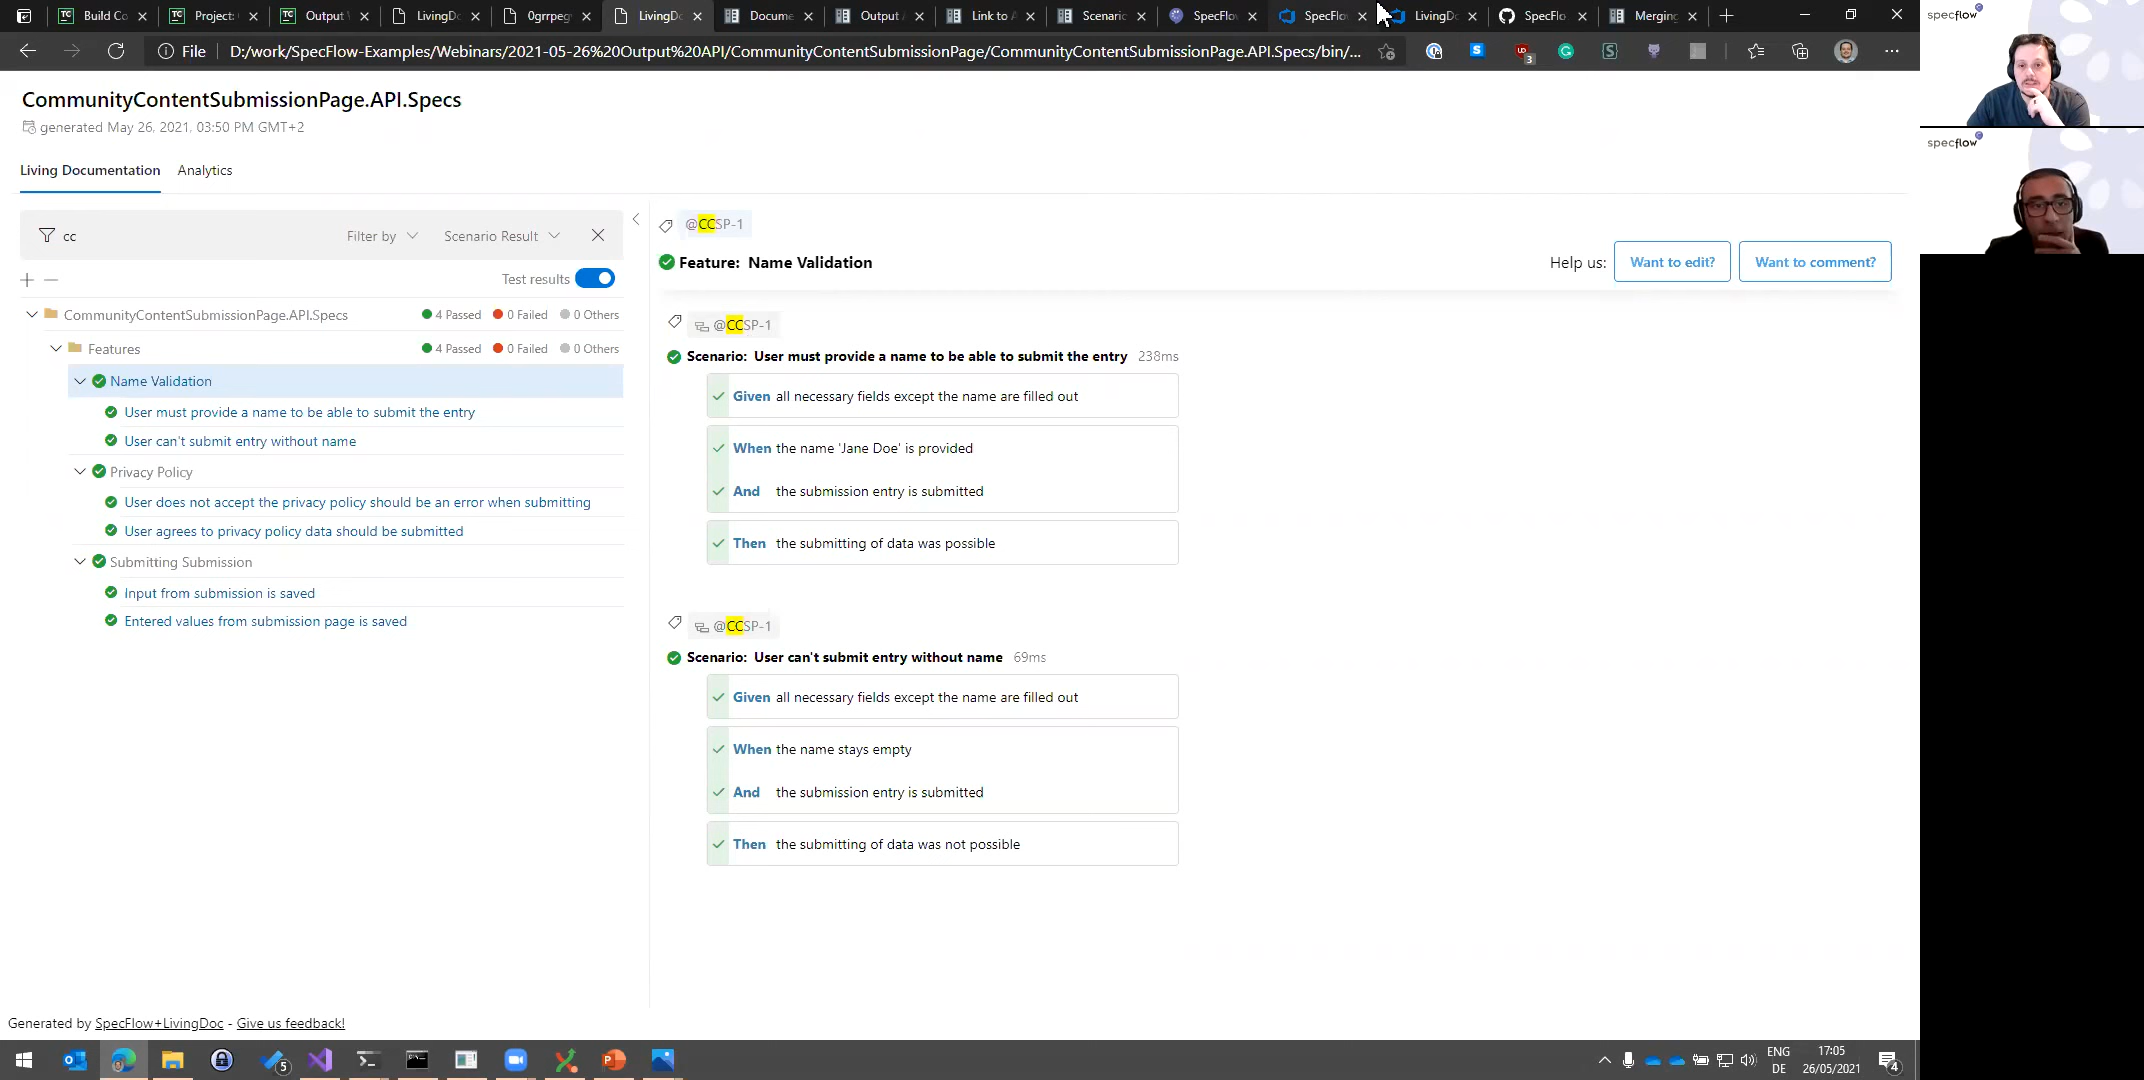 Build Co
Project:
Output
LivingDo
0grrpeg
LivingDo
Docume
Output
Link to A
Scenaric
SpecFlow
SpecFlow
LivingDo
SpecFlo
Merging
File D:/work/SpecFlow-Examples/Webinars/2021-05-26%20Output%20API/CommunityContentSubmissionPage/CommunityContentSubmissionPage.API.Specs/bin/...
3
specflow
specflow
CommunityContentSubmissionPage.API.Specs
generated May 26, 2021, 03:50 PM GMT+2
Living Documentation Analytics
cc Filter by Scenario Result
Test results
CommunityContentSubmissionPage.API.Specs 4 Passed 0 Failed 0 Others
Features 4 Passed 0 Failed 0 Others
Name Validation
User must provide a name to be able to submit the entry
User can't submit entry without name
Privacy Policy
User does not accept the privacy policy should be an error when submitting
User agrees to privacy policy data should be submitted
Submitting Submission
Input from submission is saved
Entered values from submission page is saved
@CCSP-1
Feature: Name Validation
Help us: Want to edit? Want to comment?
@CCSP-1
Scenario: User must provide a name to be able to submit the entry 238ms
Given all necessary fields except the name are filled out
When the name 'Jane Doe' is provided
And the submission entry is submitted
Then the submitting of data was possible
@CCSP-1
Scenario: User can't submit entry without name 69ms
Given all necessary fields except the name are filled out
When the name stays empty
And the submission entry is submitted
Then the submitting of data was not possible
Generated by SpecFlow+LivingDoc - Give us feedback!
5
ENG
DE
17:05
26/05/2021
4